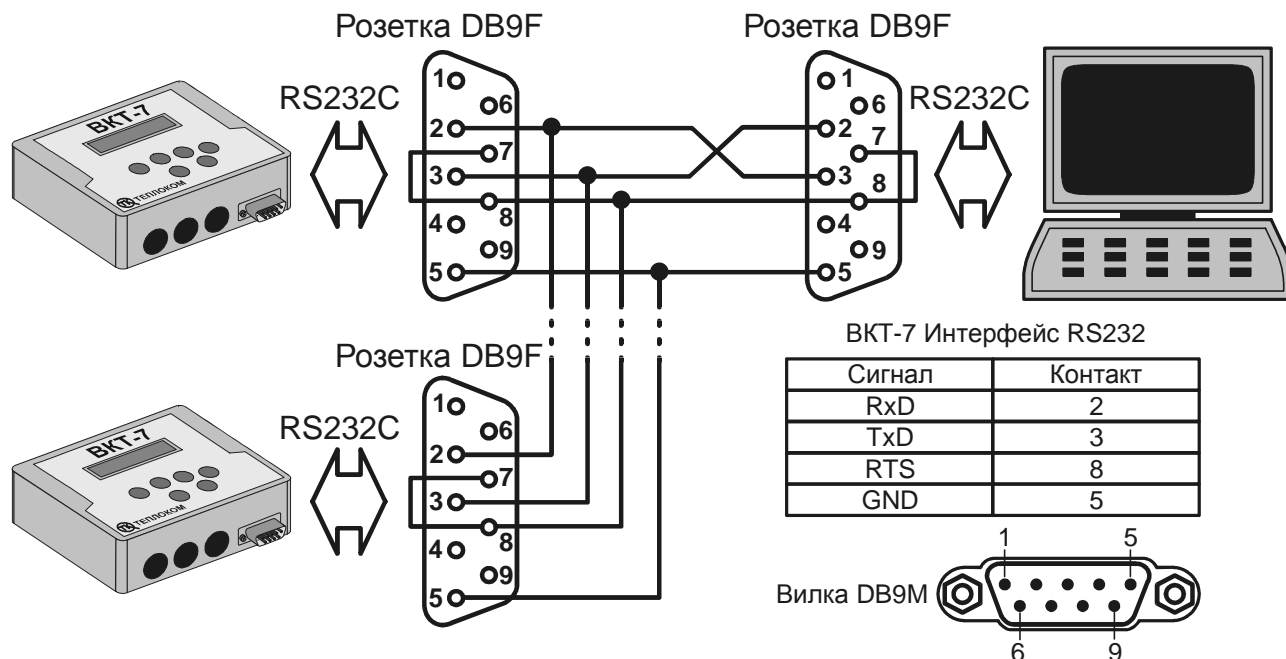 Розетка DB9F
Розетка DB9F
ВКТ-7
ТЕПЛОКОМ
RS232C
1
6
2
7
3
8
4
9
5
1
6
2
7
3
8
4
9
5
RS232C
Розетка DB9F
ВКТ-7
ТЕПЛОКОМ
RS232C
1
6
2
7
3
8
4
9
5
ВКТ-7 Интерфейс RS232
Сигнал Контакт
RxD 2
TxD 3
RTS 8
GND 5
1 5
Вилка DB9M
6 9